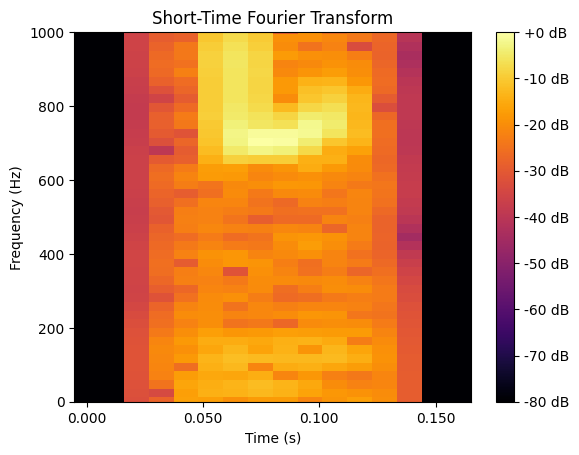 Short-Time Fourier Transform
1000
800
600
400
200
0
Frequency (Hz)
0.000
0.050
0.100
0.150
Time (s)
+0 dB
-10 dB
-20 dB
-30 dB
-40 dB
-50 dB
-60 dB
-70 dB
-80 dB